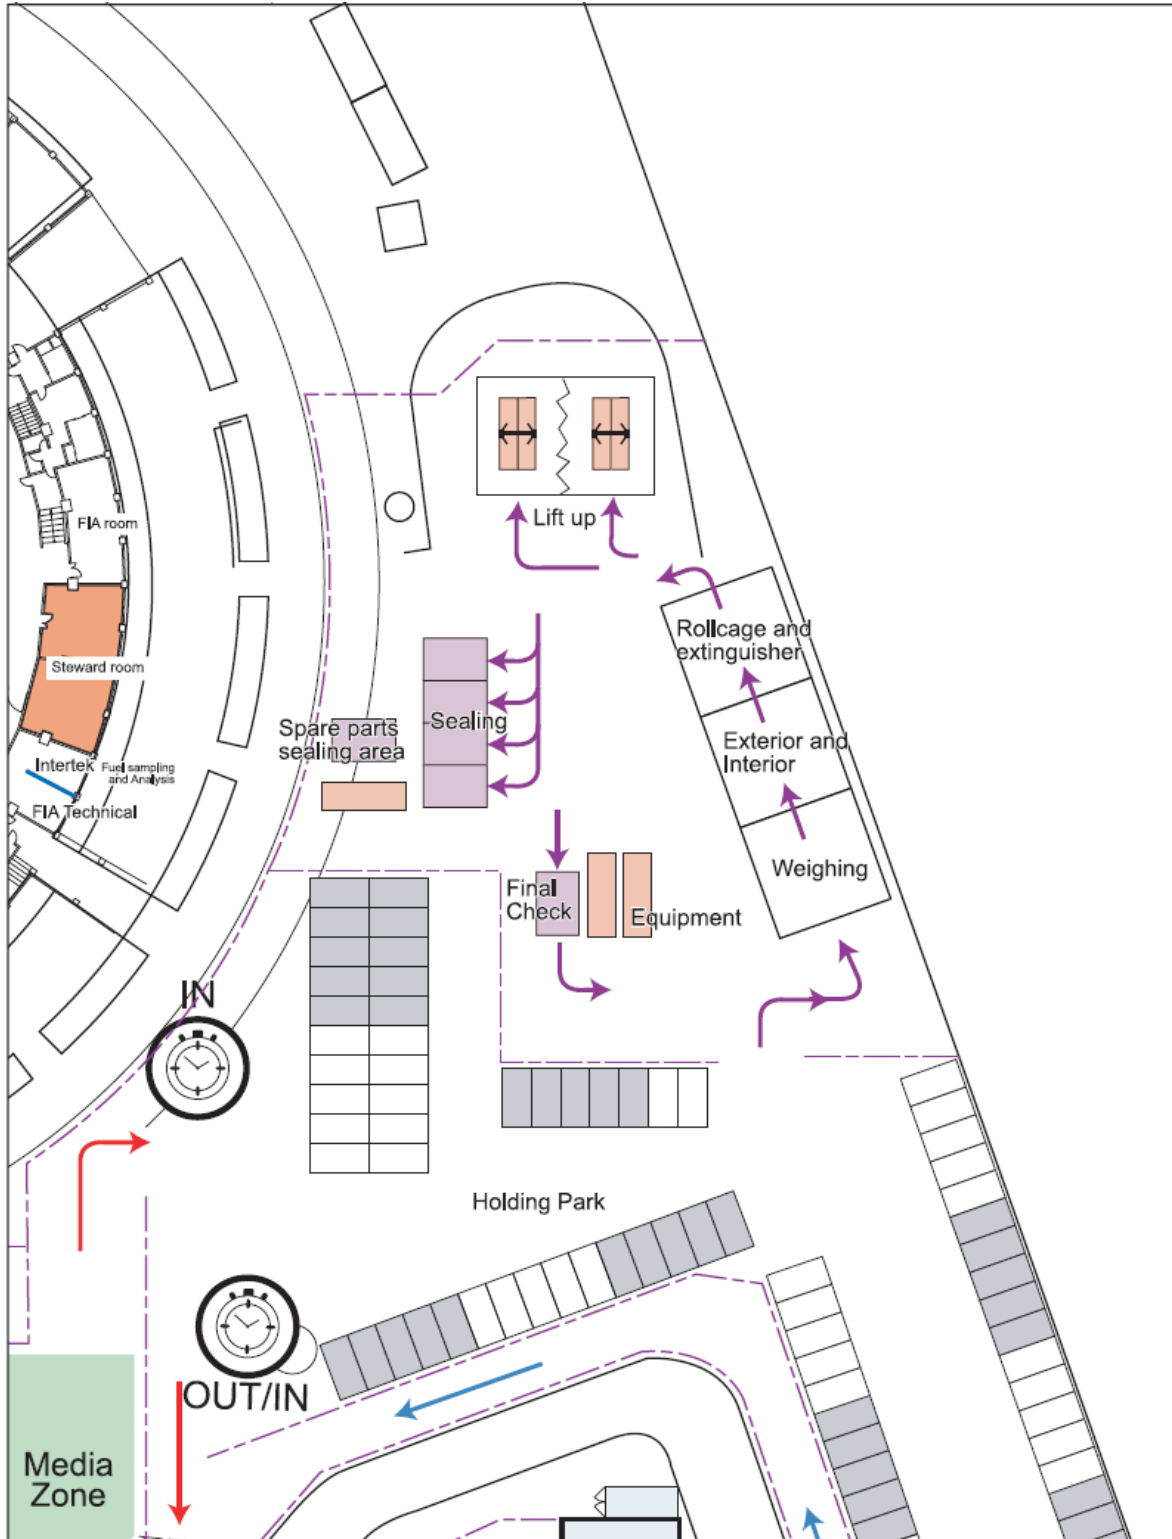 Lift up
FIA room
Rollcage and
extinguisher
Steward room
Spare parts
sealing area
Sealing
Exterior and
Interior
Intertek
Fuel sampling
and Analysis
FIA Technical
Weighing
Final
Check
Equipment
IN
Holding Park
OUT/IN
Media
Zone